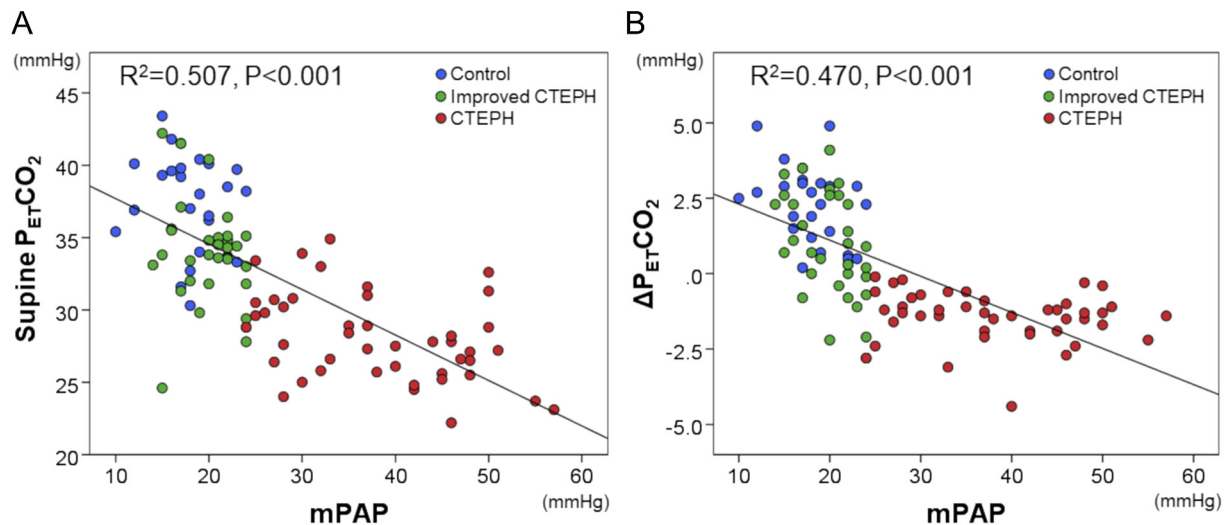 A
(mmHg)
R²=0.507, P<0.001
Control
Improved CTEPH
CTEPH
45
40
35
30
25
20
Supine PETCO₂
10 20 30 40 50 60
(mmHg)
mPAP
B
(mmHg)
R²=0.470, P<0.001
Control
Improved CTEPH
CTEPH
5.0
2.5
.0
-2.5
-5.0
ΔPETCO₂
10 20 30 40 50 60
(mmHg)
mPAP